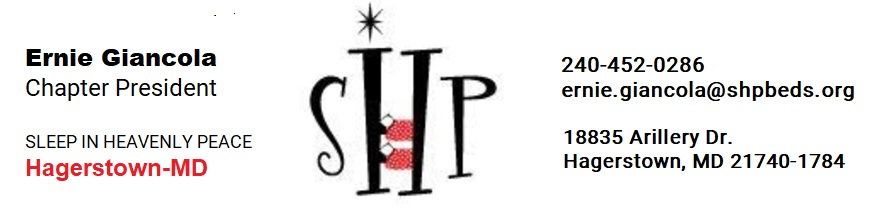 Ernie Giancola
Chapter President
SLEEP IN HEAVENLY PEACE
Hagerstown-MD
SHP
240-452-0286
ernie.giancola@shpbeds.org
18835 Arillery Dr.
Hagerstown, MD 21740-1784